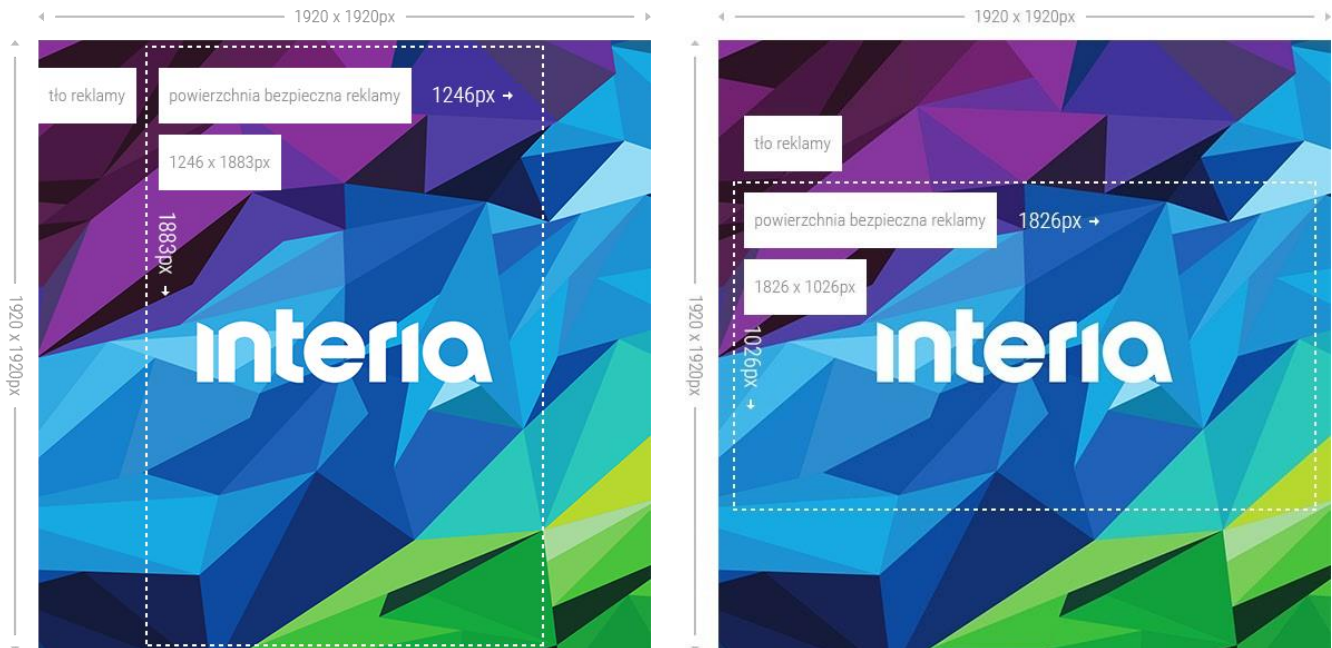 1920 x 1920px
tło reklamy
powierzchnia bezpieczna reklamy
1246px
1246 x 1883px
1883px
1920 x 1920px
interia
1920 x 1920px
tło reklamy
powierzchnia bezpieczna reklamy
1826px
1826 x 1026px
1026px
1920 x 1920px
interia